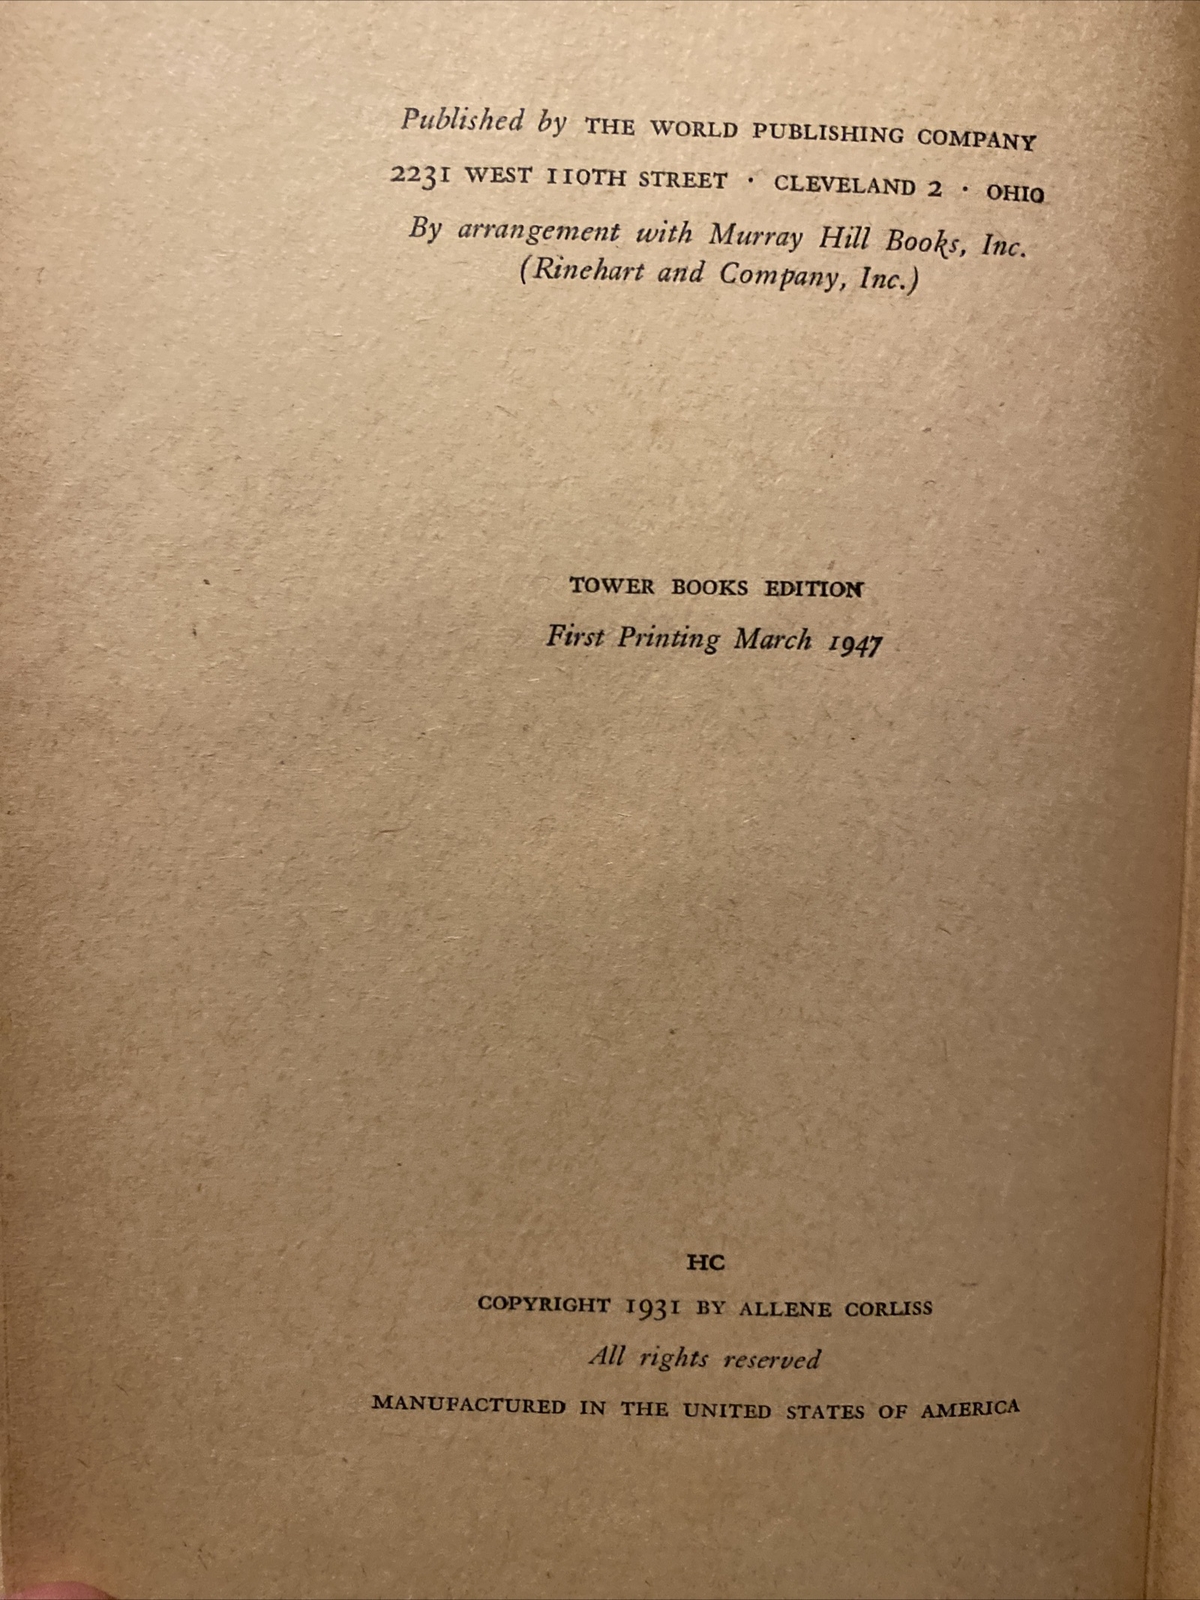 Published by THE WORLD PUBLISHING COMPANY
2231 WEST 110TH STREET · CLEVELAND 2 · OHIO
By arrangement with Murray Hill Books, Inc.
(Rinehart and Company, Inc.)
TOWER BOOKS EDITION
First Printing March 1947
HC
COPYRIGHT 1931 BY ALLENE CORLISS
All rights reserved
MANUFACTURED IN THE UNITED STATES OF AMERICA